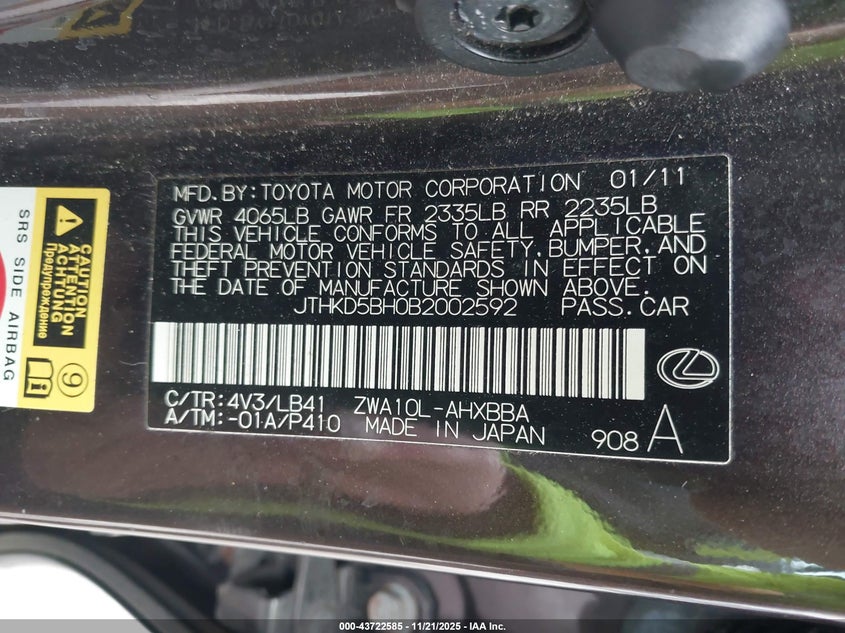 MFD.BY:TOYOTA MOTOR CORPORATION 01/11
GVWR 4065LB GAWR FR 2335LB RR 2235LB
THIS VEHICLE CONFORMS TO ALL APPLICABLE
FEDERAL MOTOR VEHICLE SAFETY,BUMPER,AND
THEFT PREVENTION STANDARDS IN EFFECT ON
THE DATE OF MANUFACTURE SHOWN ABOVE.
JTHKD5BH0B2002592 PASS.CAR
C/TR:4V3/LB41 ZWA10L-AHXBBA
A/TM:-01A/P410 MADE IN JAPAN 908 A
SRS SIDE AIRBAG
CAUTION
ATTENTION
ACHTUNG
Предупреждение
9
000-43722585 - 11/21/2025 - IAA Inc.